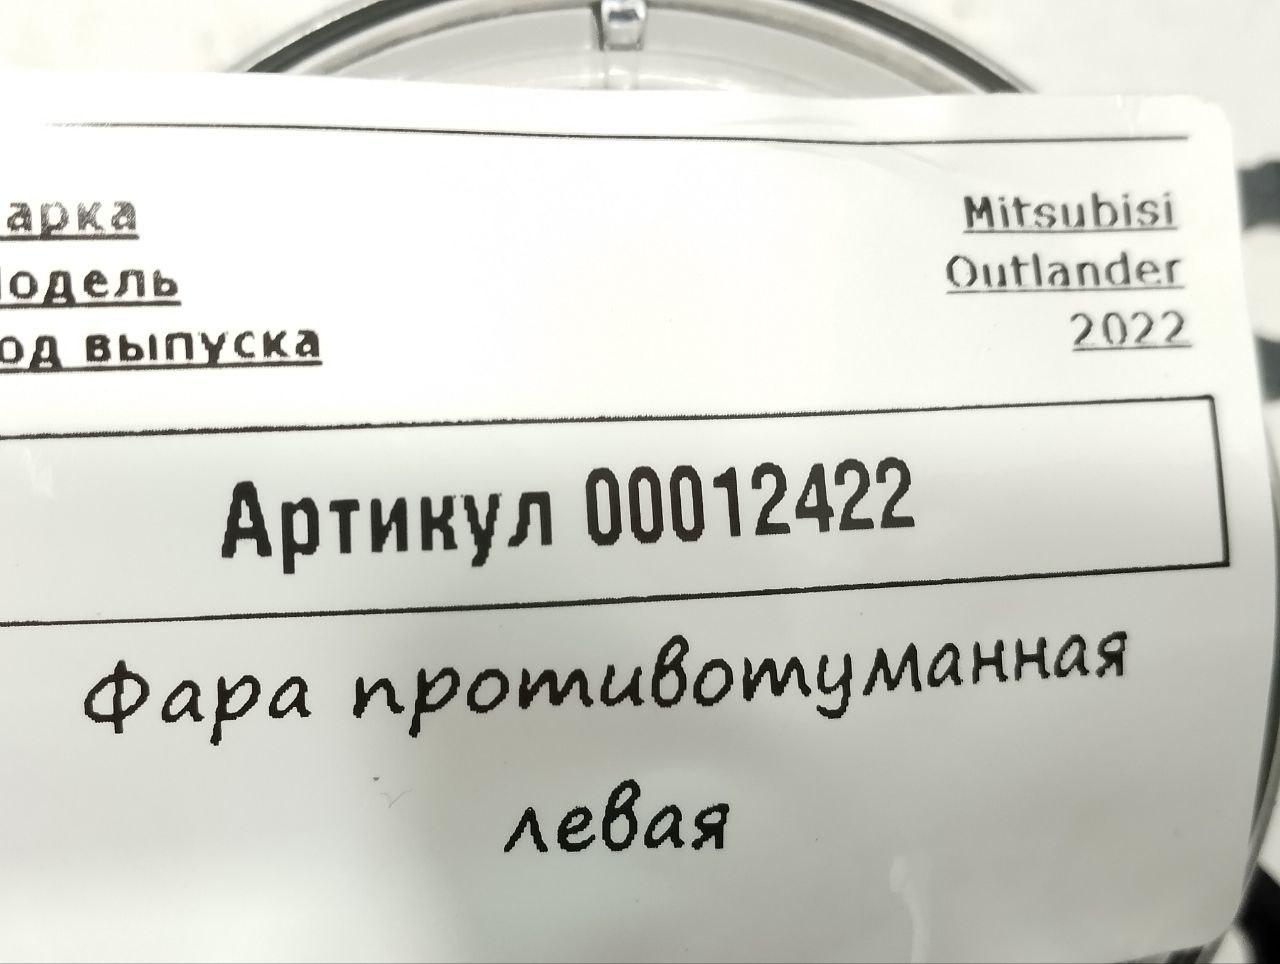 арка Mitsubisi
одель Outlander
од выпуска 2022
Артикул 00012422
Фара противотуманная
левая